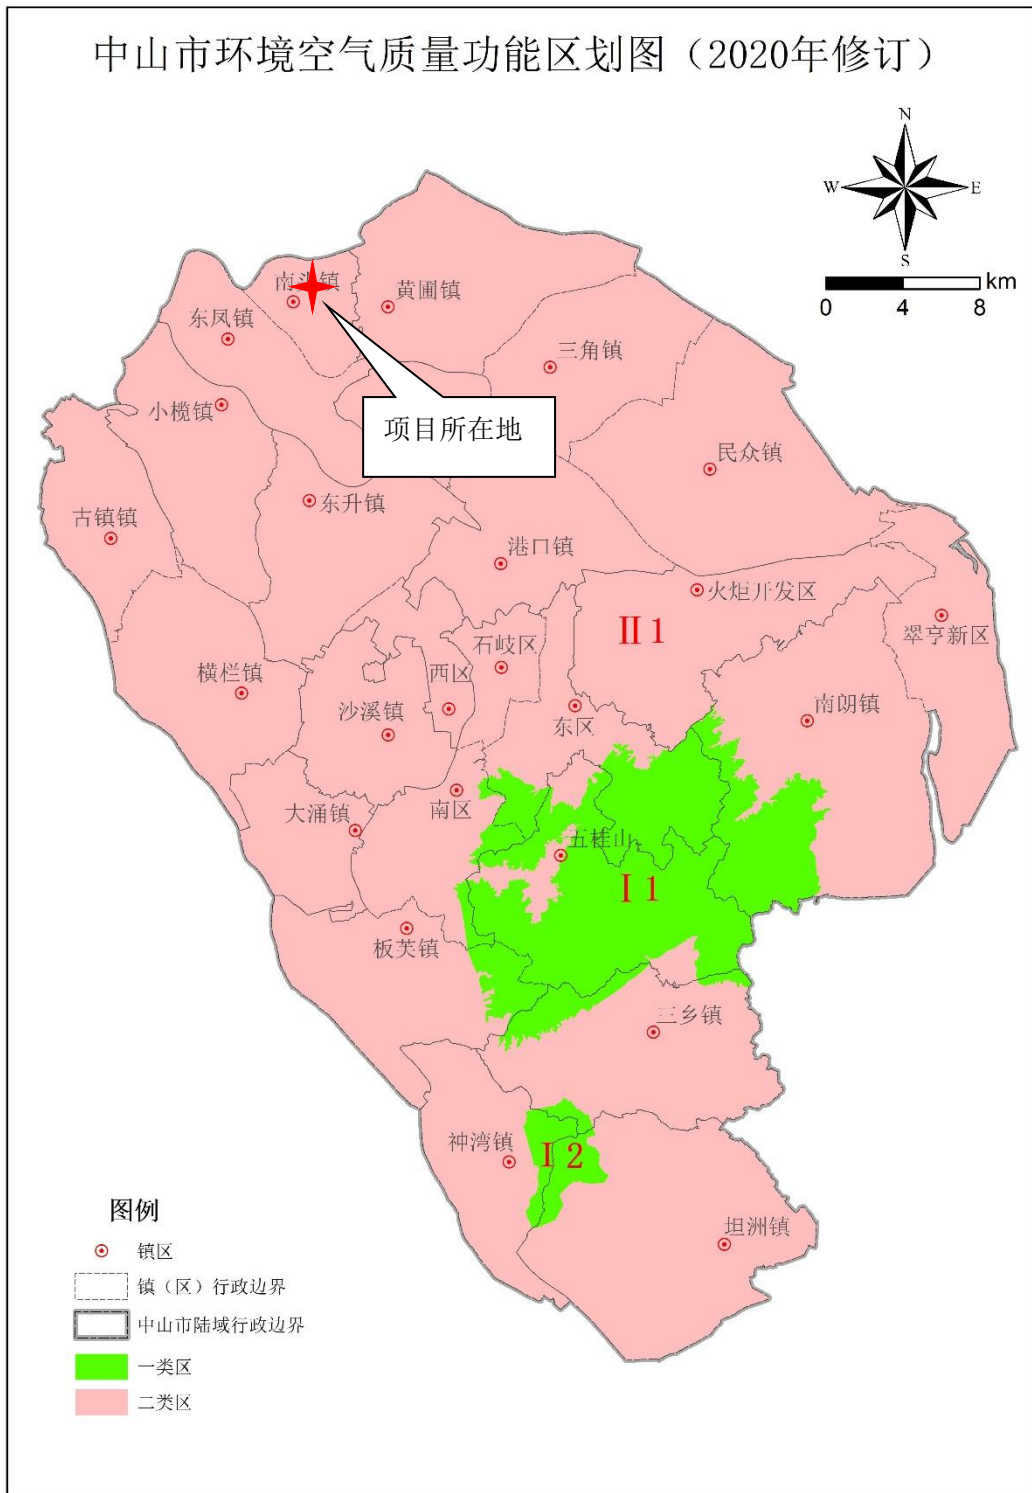 中山市环境空气质量功能区划图（2020年修订）
N
W
E
S
km
0
4
8
南头镇
黄圃镇
东凤镇
三角镇
小榄镇
项目所在地
民众镇
东升镇
古镇镇
港口镇
火炬开发区
翠亨新区
Ⅱ1
石岐区
西区
横栏镇
沙溪镇
东区
南朗镇
南区
大涌镇
五桂山
Ⅰ1
板芙镇
三乡镇
神湾镇
Ⅰ2
坦洲镇
图例
镇区
镇（区）行政边界
中山市陆域行政边界
一类区
二类区